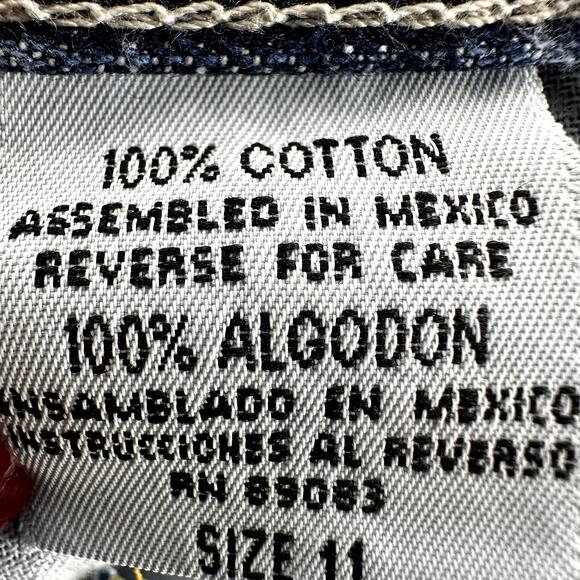 100% COTTON
ASSEMBLED IN MEXICO
REVERSE FOR CARE
100% ALGODON
ENSAMBLADO EN MEXICO
INSTRUCCIONES AL REVERSO
RN 89083
SIZE 11